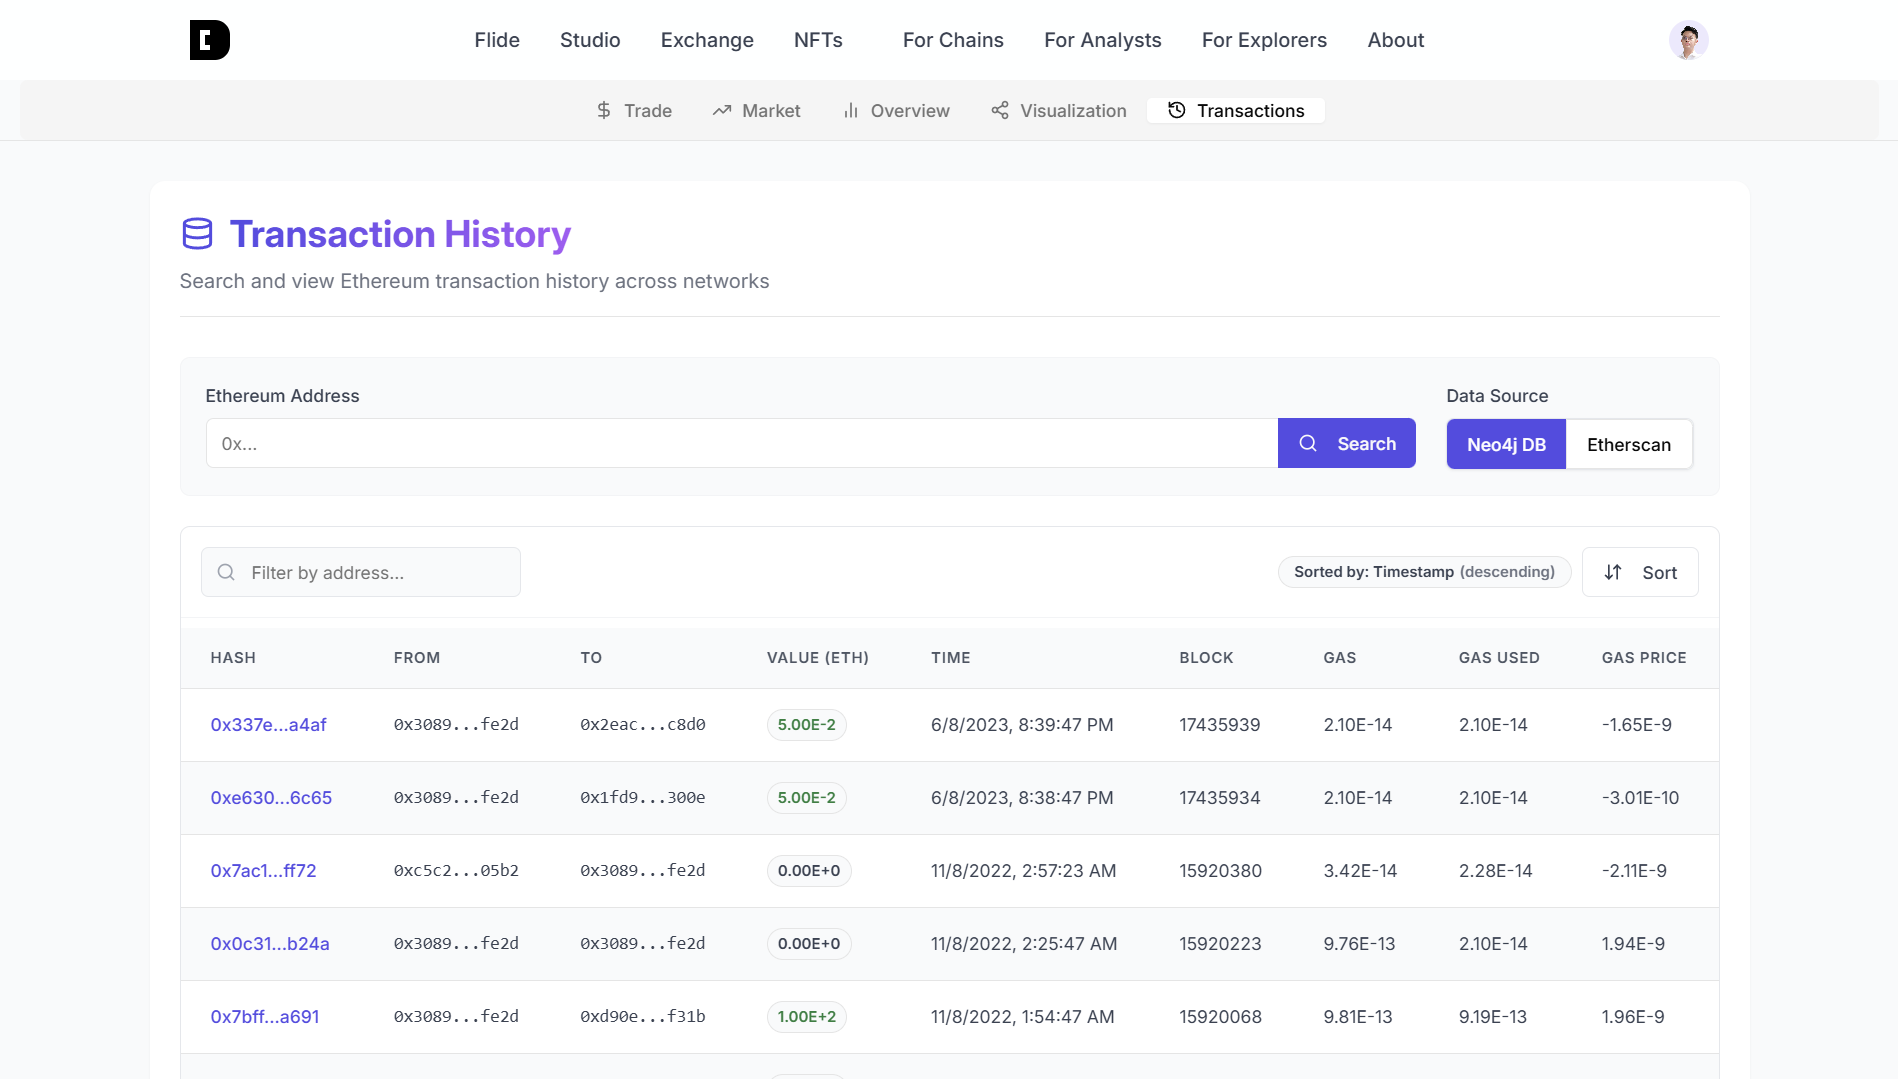 Flide Studio Exchange NFTs For Chains For Analysts For Explorers About
Trade Market Overview Visualization Transactions
Transaction History
Search and view Ethereum transaction history across networks
Ethereum Address Data Source
0x... Search Neo4j DB Etherscan
Filter by address... Sorted by: Timestamp (descending) Sort
HASH FROM TO VALUE (ETH) TIME BLOCK GAS GAS USED GAS PRICE
0x337e...a4af 0x3089...fe2d 0x2eac...c8d0 5.00E-2 6/8/2023, 8:39:47 PM 17435939 2.10E-14 2.10E-14 -1.65E-9
0xe630...6c65 0x3089...fe2d 0x1fd9...300e 5.00E-2 6/8/2023, 8:38:47 PM 17435934 2.10E-14 2.10E-14 -3.01E-10
0x7ac1...ff72 0xc5c2...05b2 0x3089...fe2d 0.00E+0 11/8/2022, 2:57:23 AM 15920380 3.42E-14 2.28E-14 -2.11E-9
0x0c31...b24a 0x3089...fe2d 0x3089...fe2d 0.00E+0 11/8/2022, 2:25:47 AM 15920223 9.76E-13 2.10E-14 1.94E-9
0x7bff...a691 0x3089...fe2d 0xd90e...f31b 1.00E+2 11/8/2022, 1:54:47 AM 15920068 9.81E-13 9.19E-13 1.96E-9